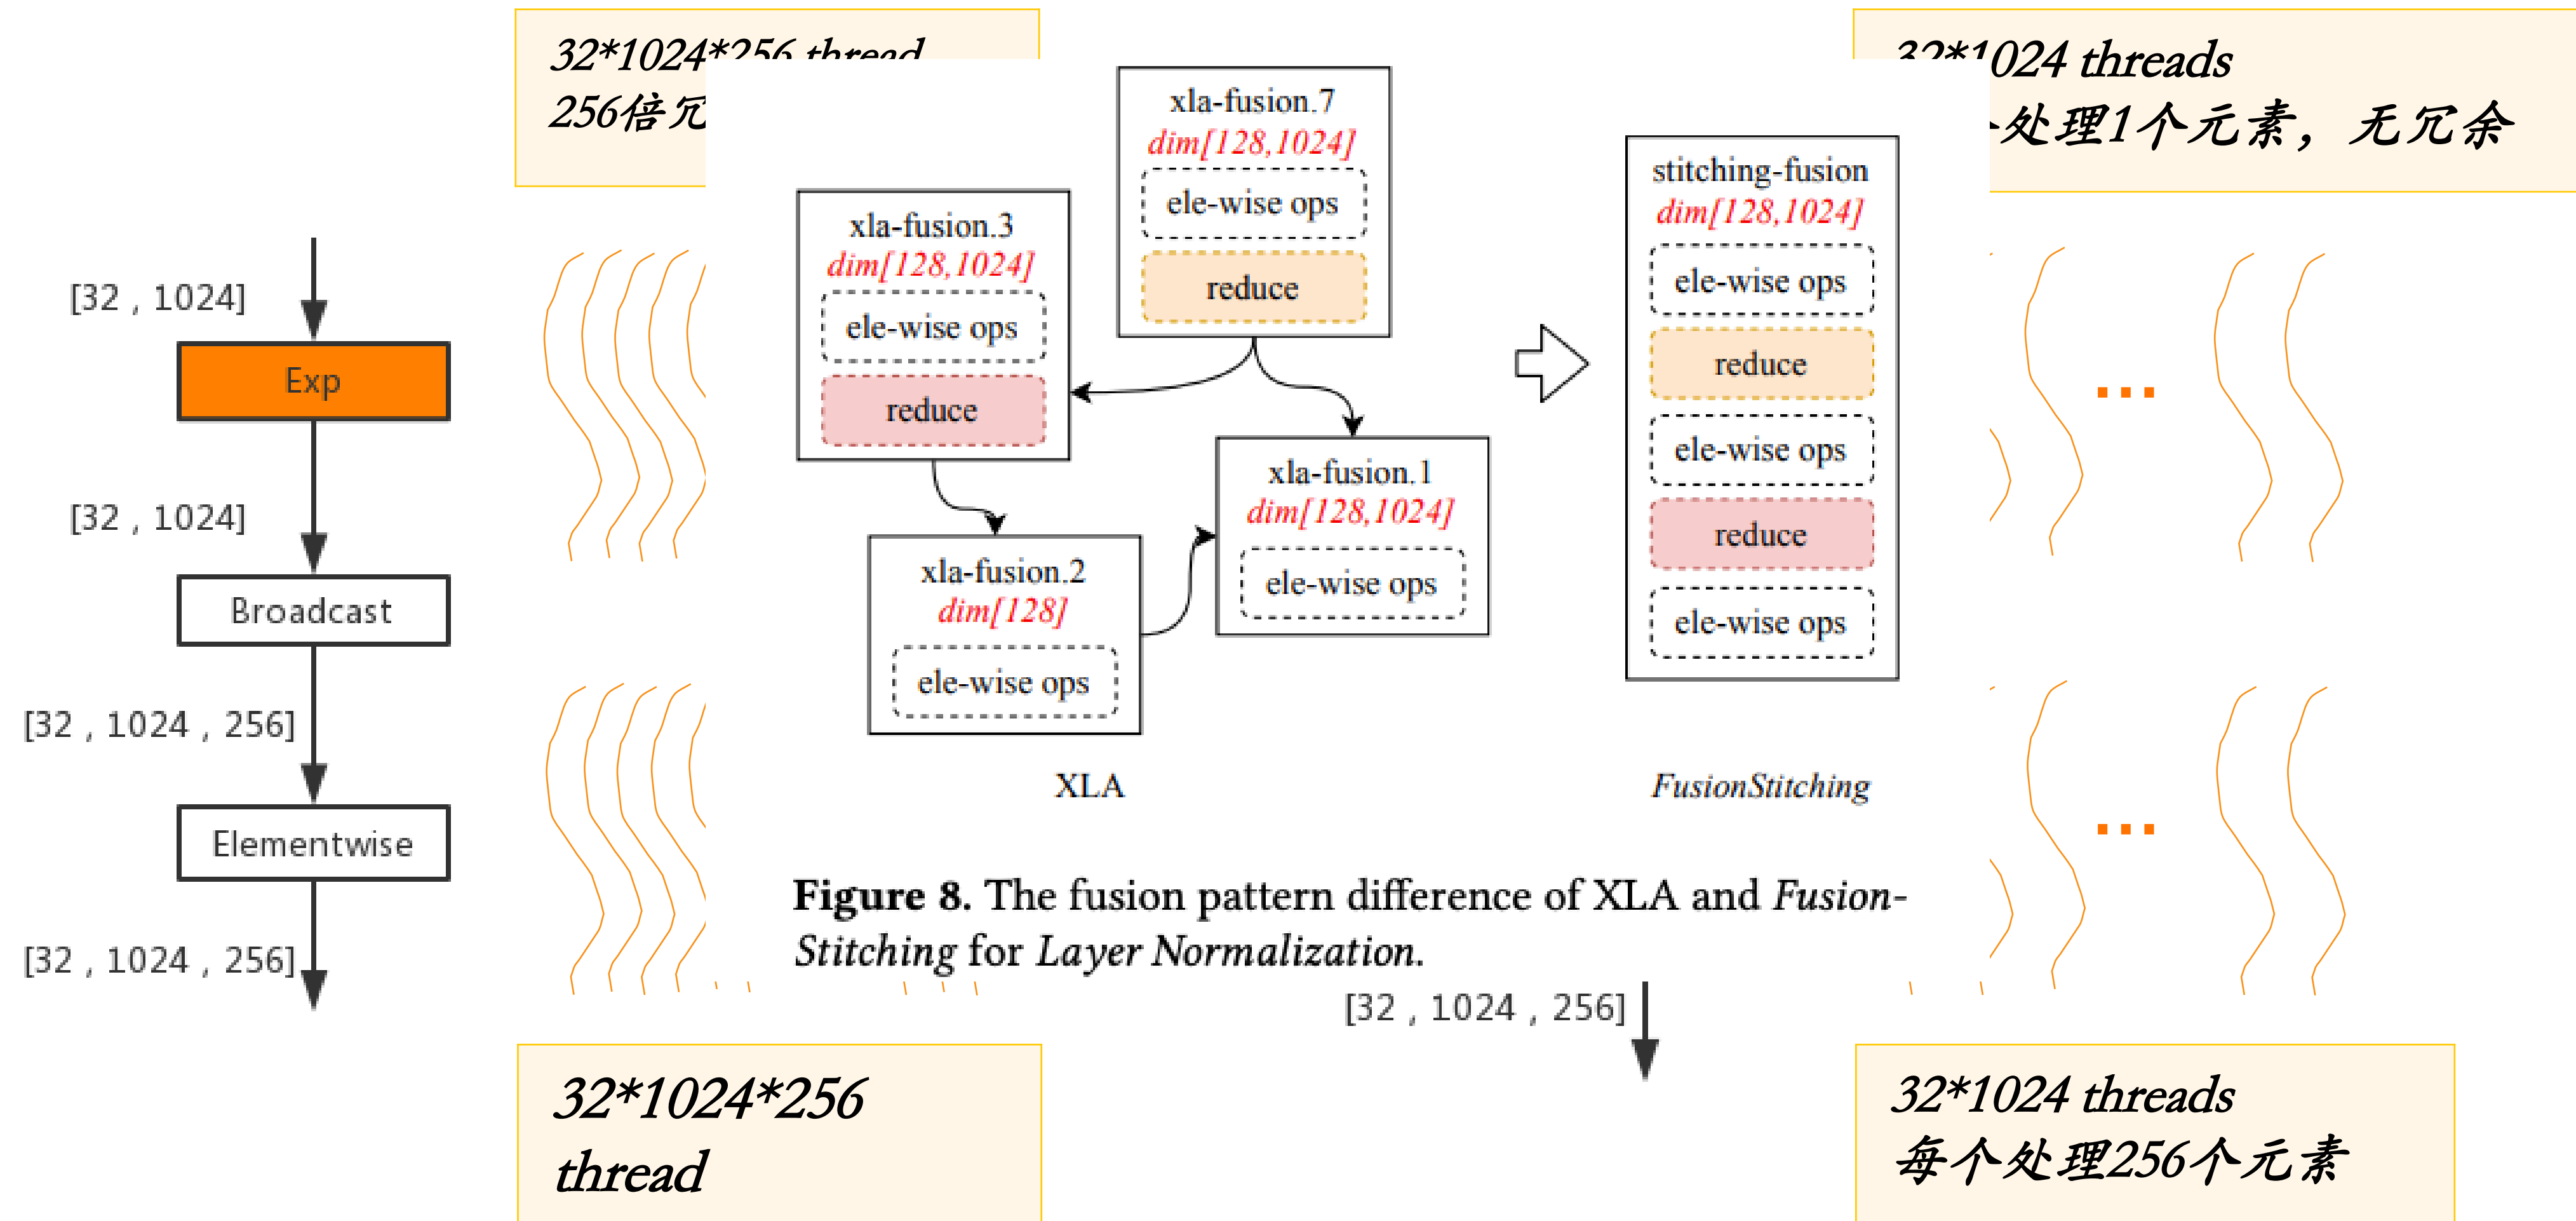 32*1024*256 thread
256倍冗
[32 , 1024]
Exp
[32 , 1024]
Broadcast
[32 , 1024 , 256]
Elementwise
[32 , 1024 , 256]
32*1024*256
thread
xla-fusion.7
dim[128,1024]
ele-wise ops
reduce
xla-fusion.3
dim[128,1024]
ele-wise ops
reduce
xla-fusion.2
dim[128]
ele-wise ops
xla-fusion.1
dim[128,1024]
ele-wise ops
XLA
stitching-fusion
dim[128,1024]
ele-wise ops
reduce
ele-wise ops
reduce
ele-wise ops
FusionStitching
Figure 8. The fusion pattern difference of XLA and Fusion-
Stitching for Layer Normalization.
[32 , 1024 , 256]
32*1024 threads
处理1个元素，无冗余
32*1024 threads
每个处理256个元素